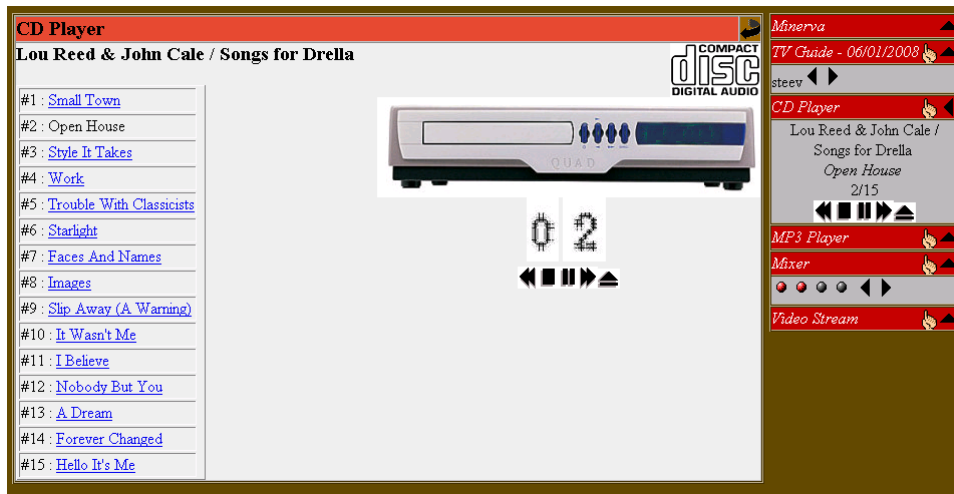 CD Player
Lou Reed & John Cale / Songs for Drella
COMPACT
disc
DIGITAL AUDIO
#1 : Small Town
#2 : Open House
#3 : Style It Takes
#4 : Work
#5 : Trouble With Classicists
#6 : Starlight
#7 : Faces And Names
#8 : Images
#9 : Slip Away (A Warning)
#10 : It Wasn't Me
#11 : I Believe
#12 : Nobody But You
#13 : A Dream
#14 : Forever Changed
#15 : Hello It's Me
QUAD
02
Minerva
TV Guide - 06/01/2008
steev
CD Player
Lou Reed & John Cale /
Songs for Drella
Open House
2/15
MP3 Player
Mixer
Video Stream